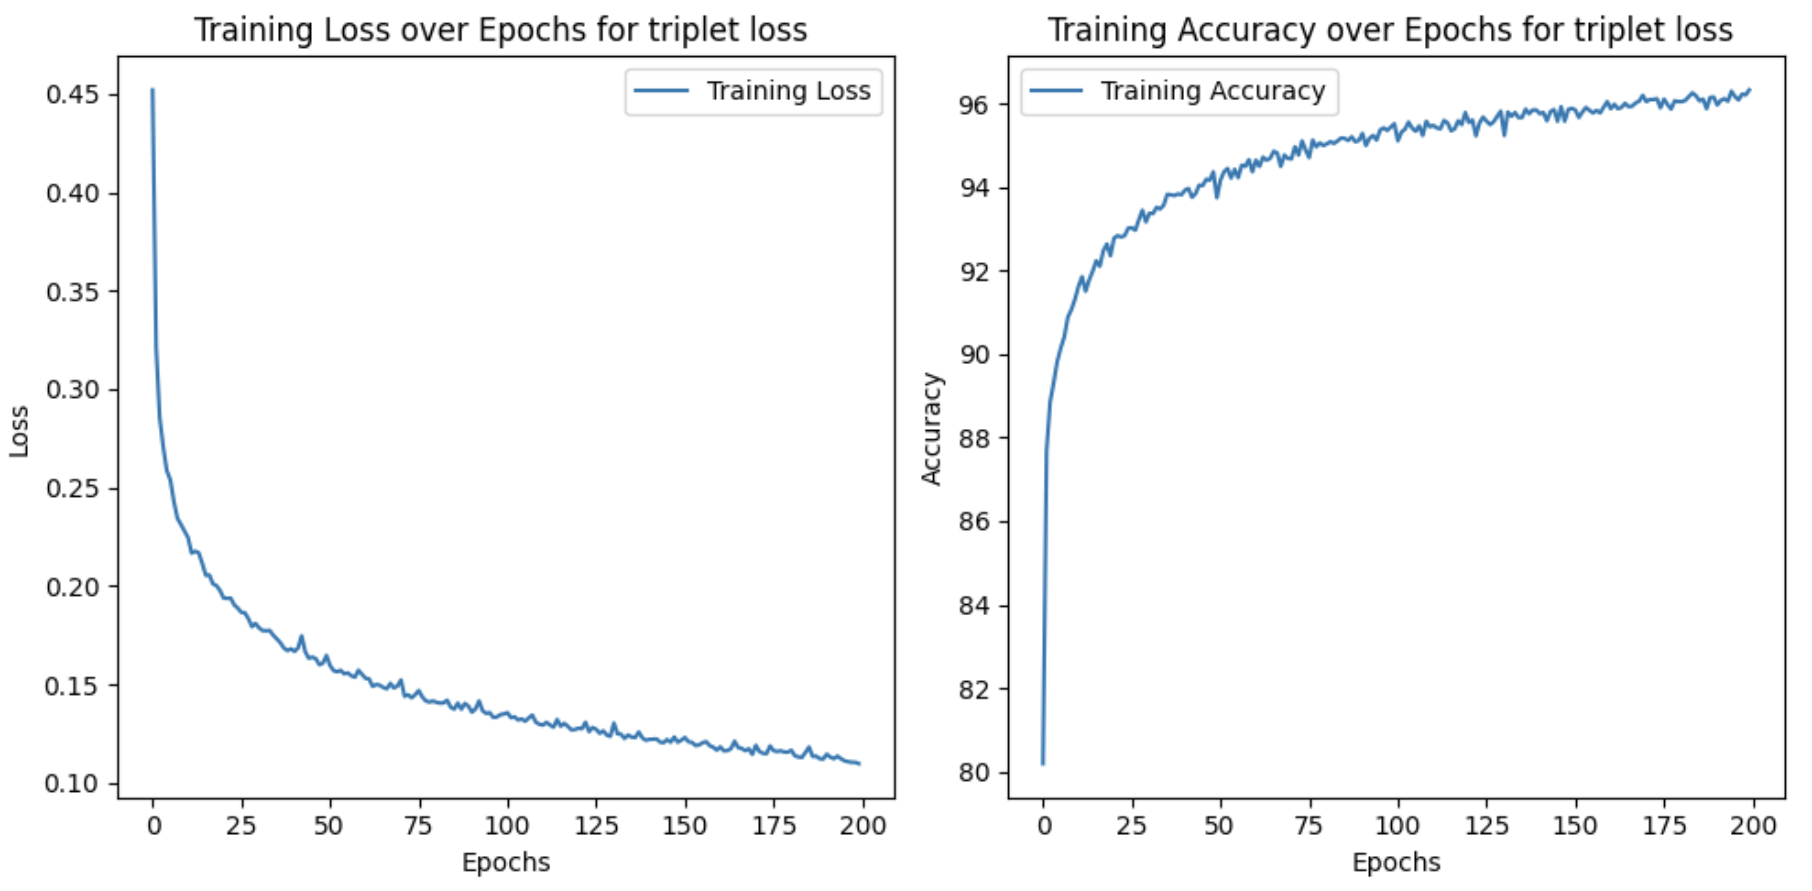 Training Loss over Epochs for triplet loss
Training Loss
0.45
0.40
0.35
0.30
0.25
0.20
0.15
0.10
Loss
0 25 50 75 100 125 150 175 200
Epochs
Training Accuracy over Epochs for triplet loss
Training Accuracy
96
94
92
90
88
86
84
82
80
Accuracy
0 25 50 75 100 125 150 175 200
Epochs